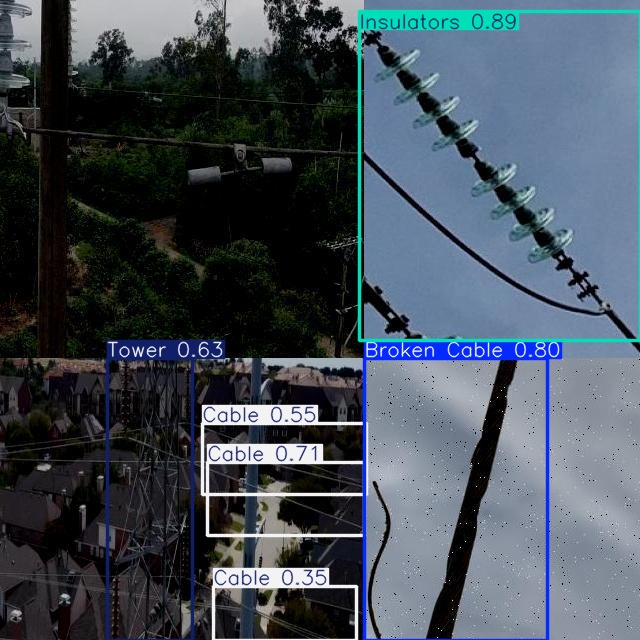 Insulators 0.89
Tower 0.63
Broken Cable 0.80
Cable 0.55
Cable 0.71
Cable 0.35